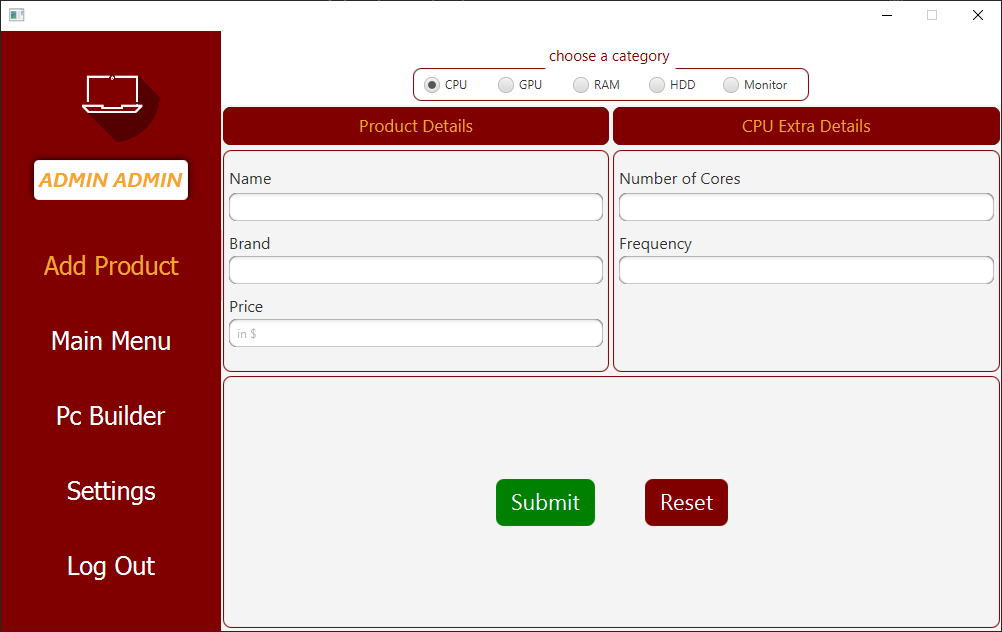 ADMIN ADMIN
Add Product
Main Menu
Pc Builder
Settings
Log Out
choose a category
CPU GPU RAM HDD Monitor
Product Details
Name
Brand
Price
in $
CPU Extra Details
Number of Cores
Frequency
Submit Reset